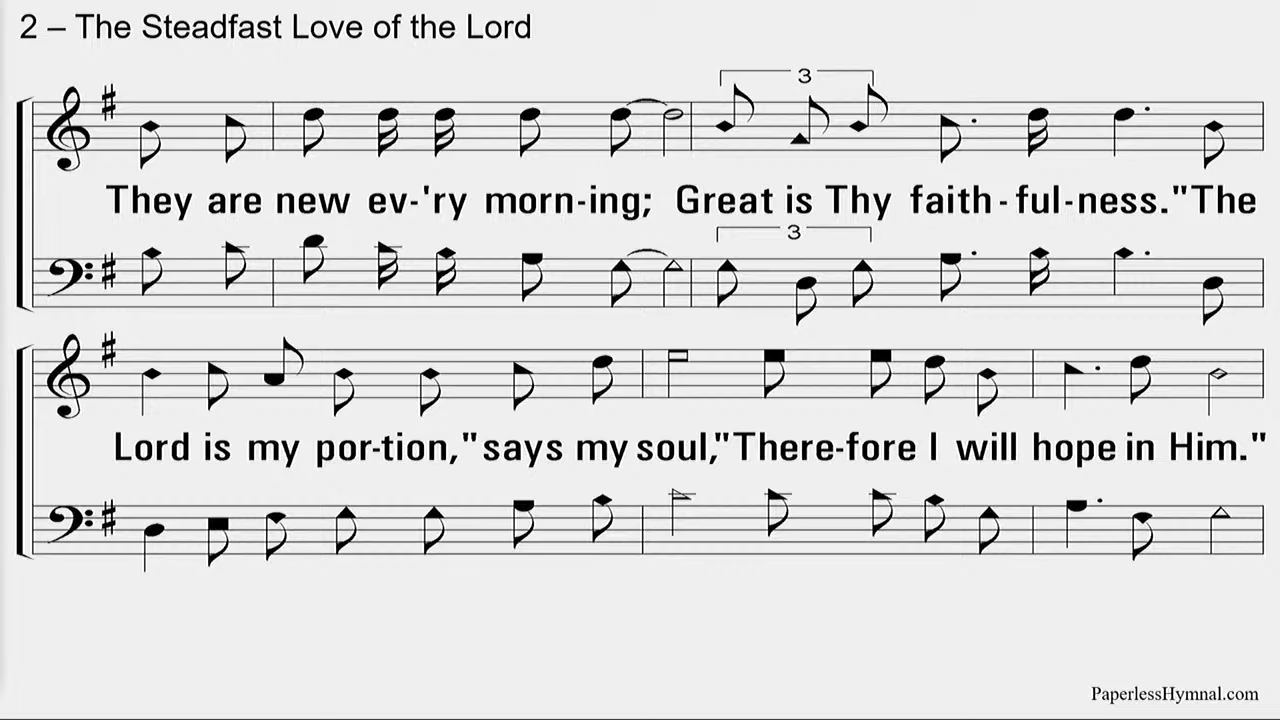 2 – The Steadfast Love of the Lord
3
They are new ev-'ry morn-ing; Great is Thy faith-ful-ness."The
3
Lord is my por-tion,"says my soul,"There-fore I will hope in Him."
PaperlessHymnal.com